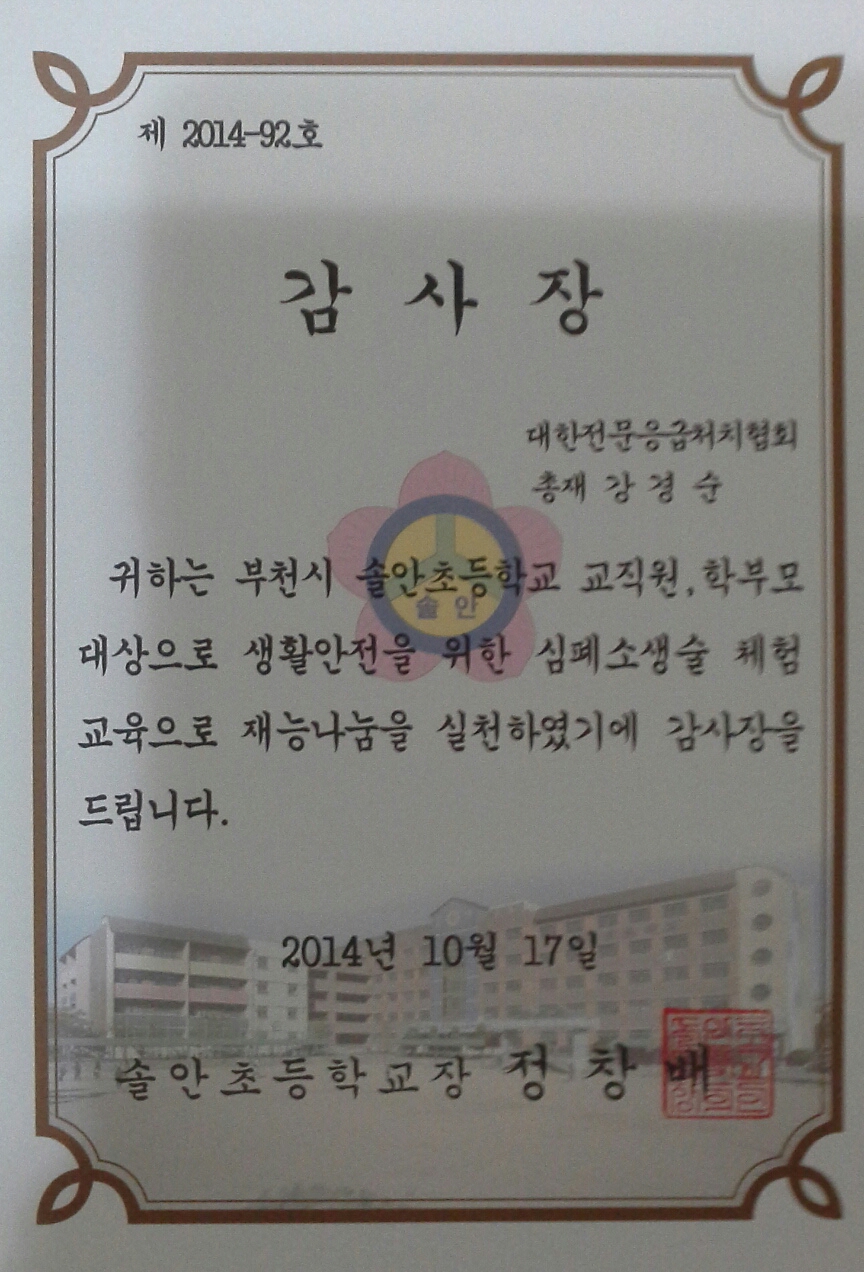 제 2014-92호
감 사 장
대한전문응급처치협회
총재 강 경 순
귀하는 부천시 솔안초등학교 교직원, 학부모
솔 안
대상으로 생활안전을 위한 심폐소생술 체험
교육으로 재능나눔을 실천하였기에 감사장을
드립니다.
2014년 10월 17일
솔안초등학교장 정 창 배